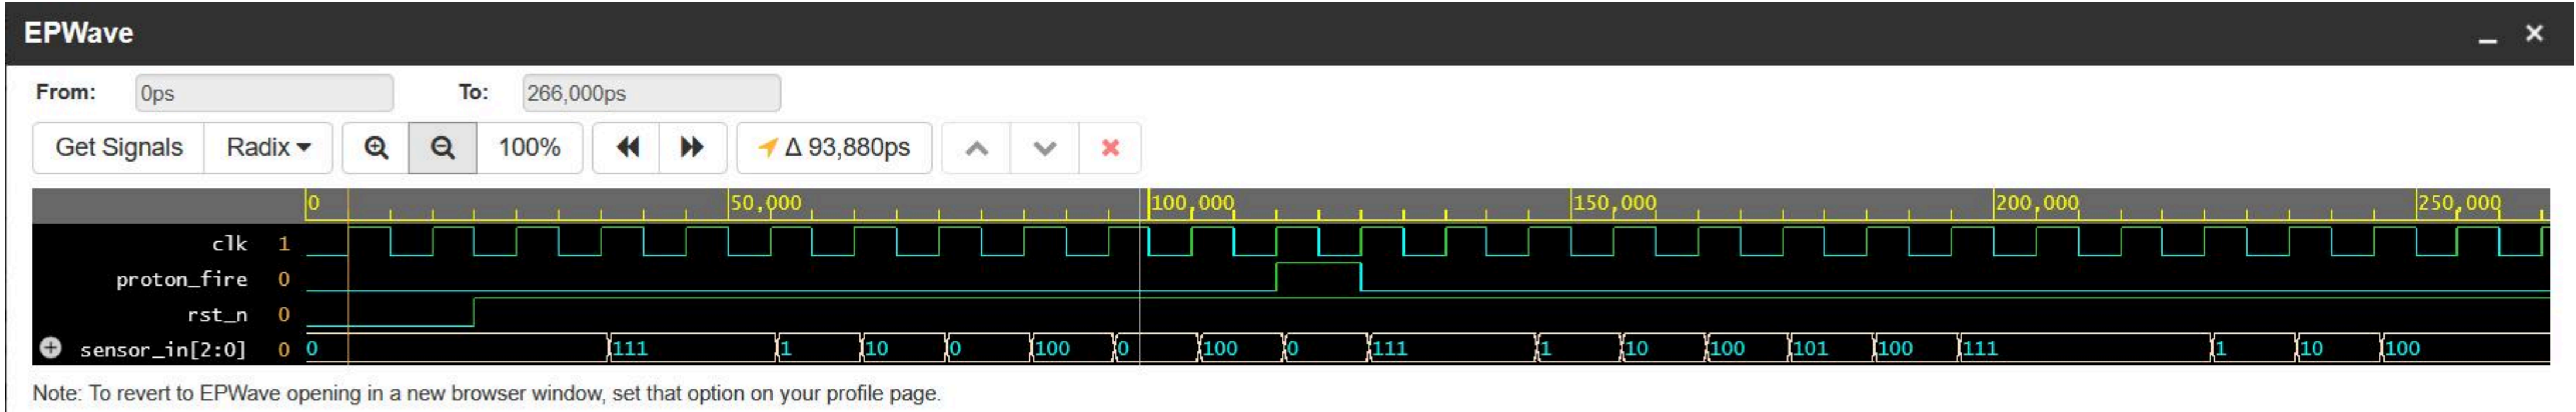 EPWave
From: 0ps To: 266,000ps
Get Signals Radix 100% Δ 93,880ps
0 50,000 100,000 150,000 200,000 250,000
clk 1
proton_fire 0
rst_n 0
sensor_in[2:0] 0 0 111 1 10 0 100 0 100 0 111 1 10 100 101 100 111 1 10 100
Note: To revert to EPWave opening in a new browser window, set that option on your profile page.